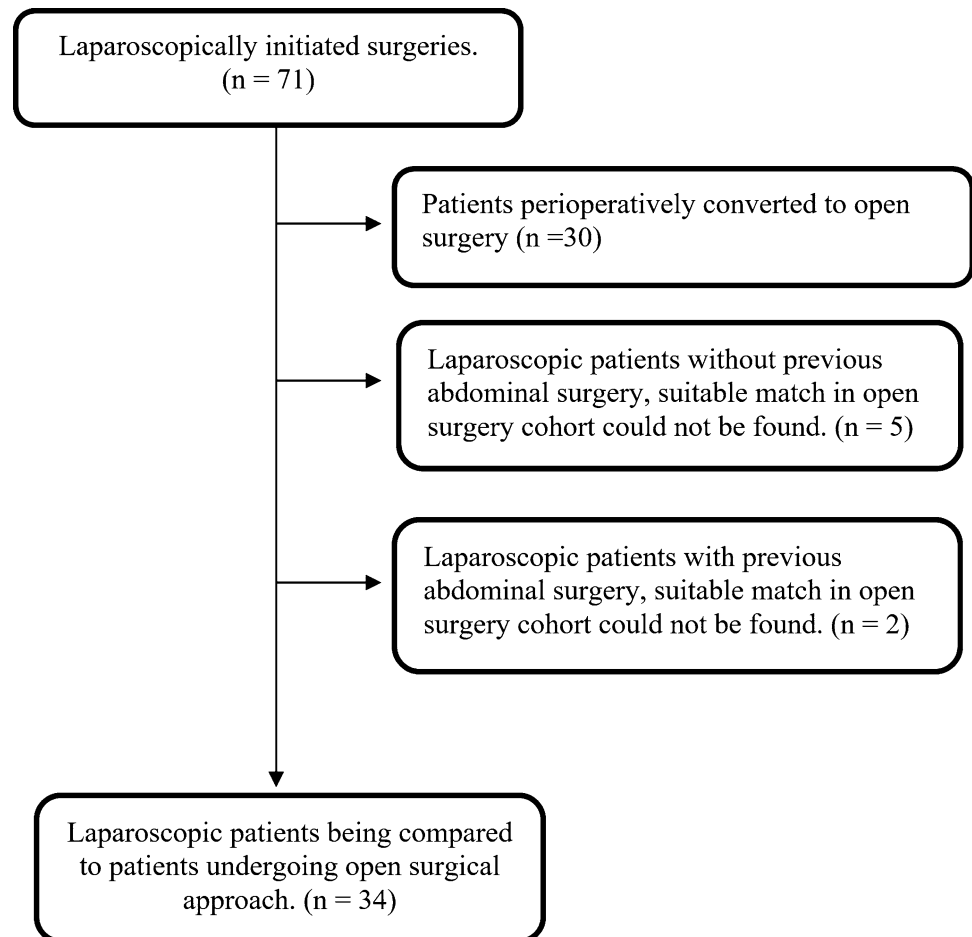 Laparoscopically initiated surgeries.
(n = 71)
Patients perioperatively converted to open
surgery (n =30)
Laparoscopic patients without previous
abdominal surgery, suitable match in open
surgery cohort could not be found. (n = 5)
Laparoscopic patients with previous
abdominal surgery, suitable match in open
surgery cohort could not be found. (n = 2)
Laparoscopic patients being compared
to patients undergoing open surgical
approach. (n = 34)